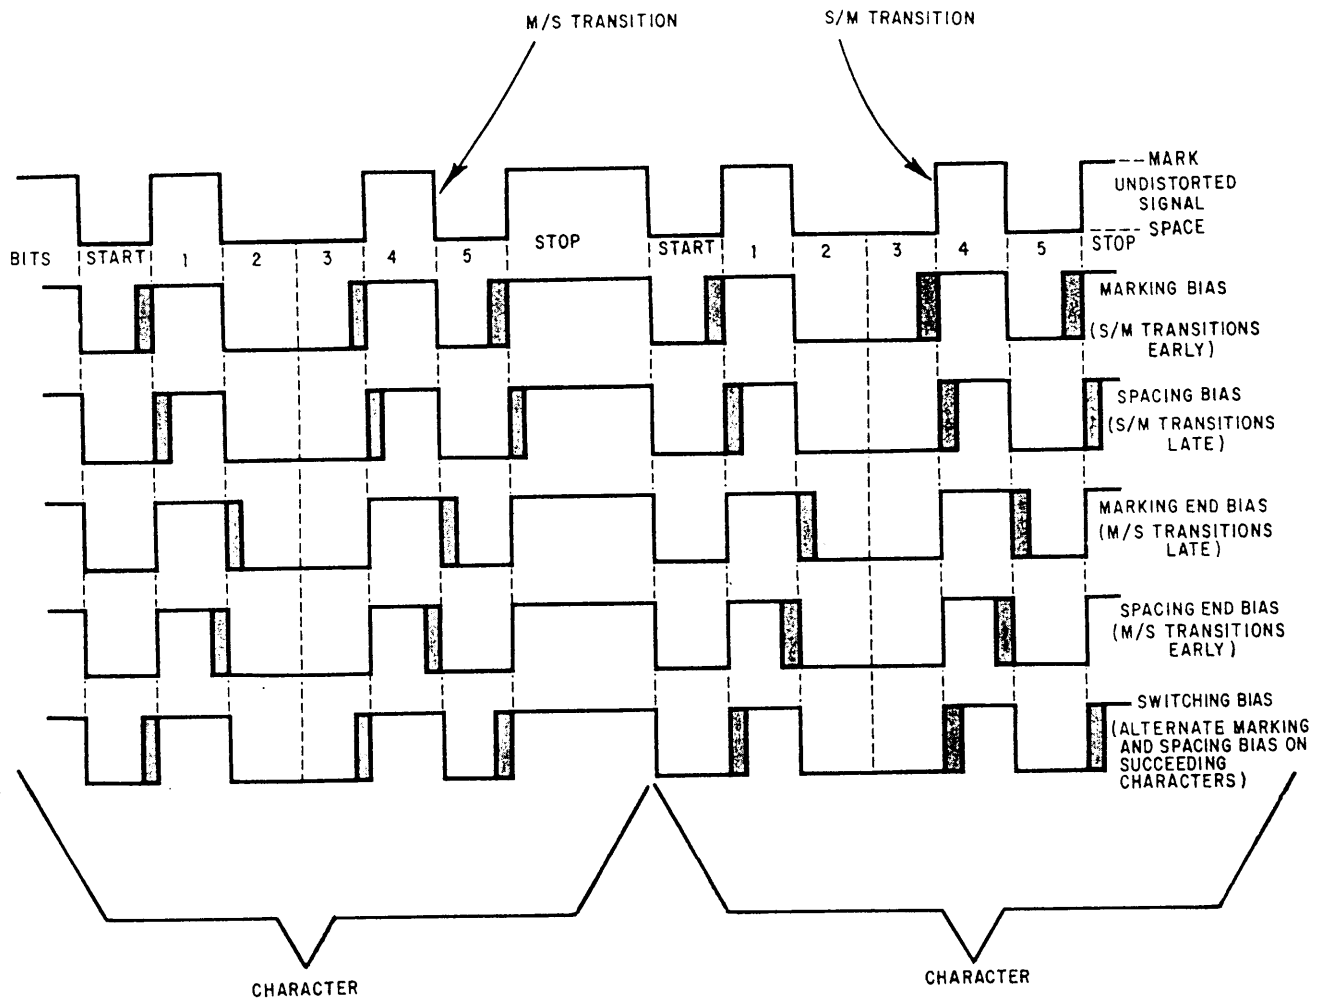 M/S TRANSITION
S/M TRANSITION
---MARK
UNDISTORTED
SIGNAL
----SPACE
BITS START 1 2 3 4 5 STOP START 1 2 3 4 5 STOP
MARKING BIAS
(S/M TRANSITIONS
EARLY)
SPACING BIAS
(S/M TRANSITIONS
LATE)
MARKING END BIAS
(M/S TRANSITIONS
LATE)
SPACING END BIAS
(M/S TRANSITIONS
EARLY)
SWITCHING BIAS
(ALTERNATE MARKING
AND SPACING BIAS ON
SUCCEEDING
CHARACTERS)
CHARACTER
CHARACTER